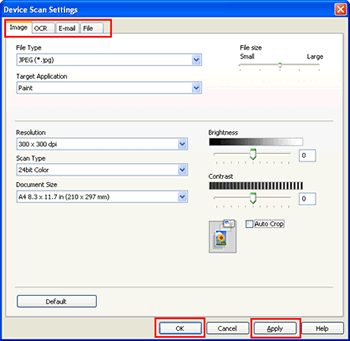 Device Scan Settings
Image OCR E-mail File
File Type
JPEG (*.jpg)
File size
Small Large
Target Application
Paint
Resolution
300 x 300 dpi
Scan Type
24bit Color
Document Size
A4 8.3 x 11.7 in (210 x 297 mm)
Brightness
0
Contrast
0
Auto Crop
Default
OK Cancel Apply Help